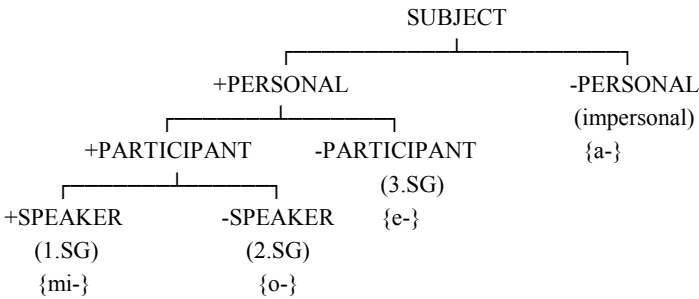 SUBJECT
+PERSONAL -PERSONAL
(impersonal)
+PARTICIPANT -PARTICIPANT {a-}
(3.SG)
+SPEAKER -SPEAKER {e-}
(1.SG) (2.SG)
{mi-} {o-}